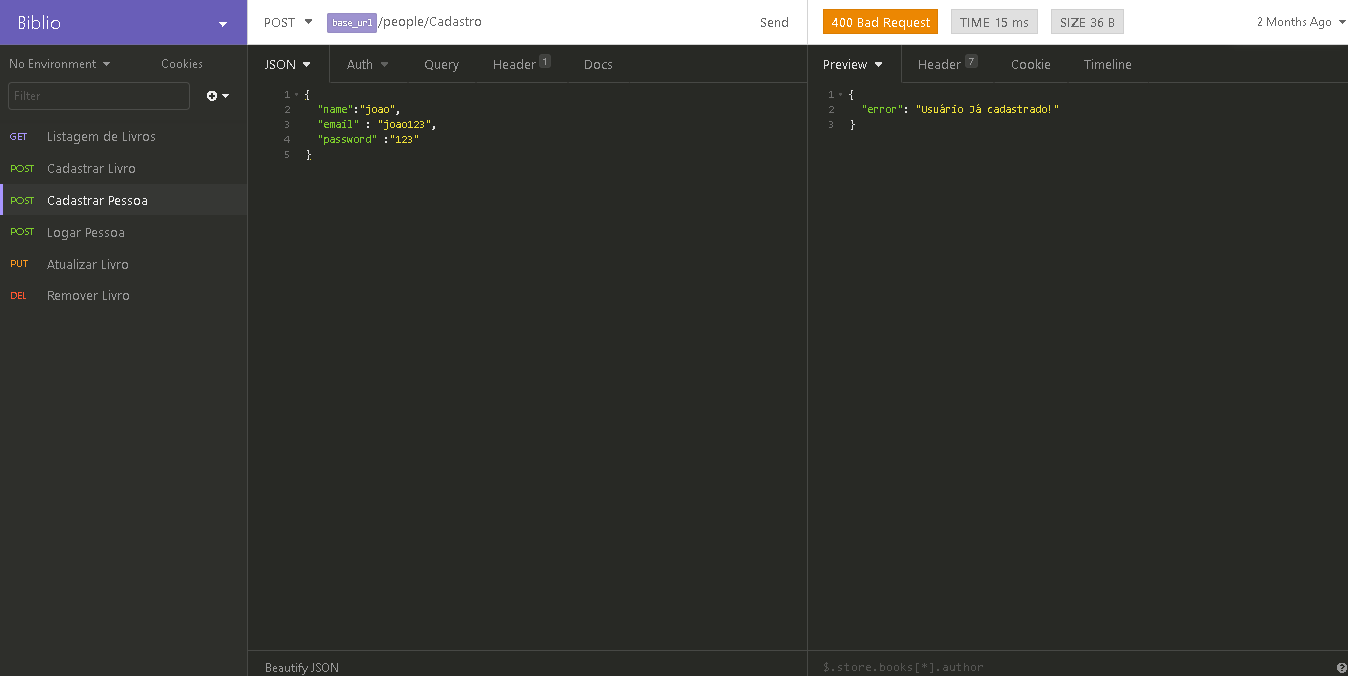 Biblio
POST base_url/people/Cadastro Send
400 Bad Request TIME 15 ms SIZE 36 B 2 Months Ago
No Environment Cookies
JSON Auth Query Header 1 Docs
Preview Header 7 Cookie Timeline
Filter
GET Listagem de Livros
POST Cadastrar Livro
POST Cadastrar Pessoa
POST Logar Pessoa
PUT Atualizar Livro
DEL Remover Livro
1 {
2 "name":"joao",
3 "email" : "joao123",
4 "password" :"123"
5 }
1 {
2 "error": "Usuário Já cadastrado!"
3 }
Beautify JSON
$.store.books[*].author